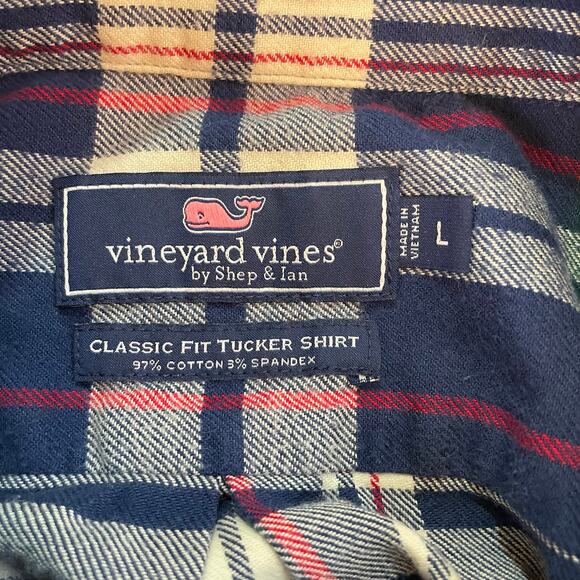 vineyard vines®
by Shep & Ian
MADE IN
VIETNAM
L
CLASSIC FIT TUCKER SHIRT
97% COTTON 3% SPANDEX